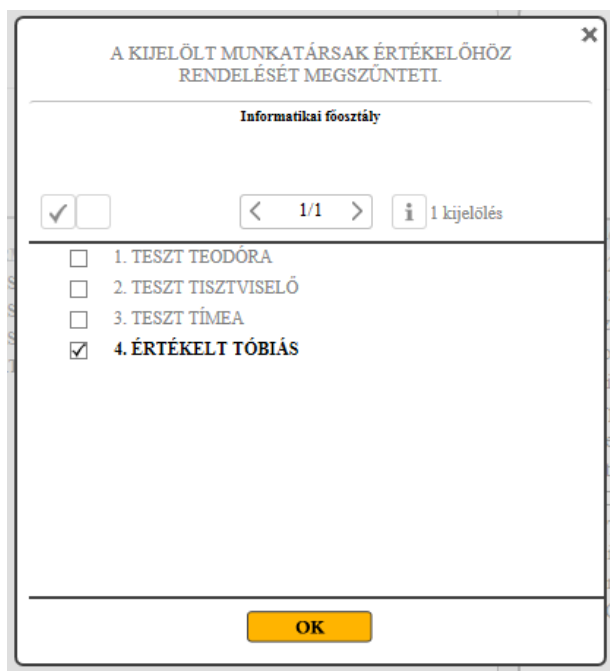 A KIJELÖLT MUNKATÁRSAK ÉRTÉKELŐHÖZ
RENDELÉSÉT MEGSZŰNTETI.
Informatikai főosztály
1/1
1 kijelölés
1. TESZT TEODÓRA
2. TESZT TISZTVISELŐ
3. TESZT TÍMEA
4. ÉRTÉKELT TÓBIÁS
OK